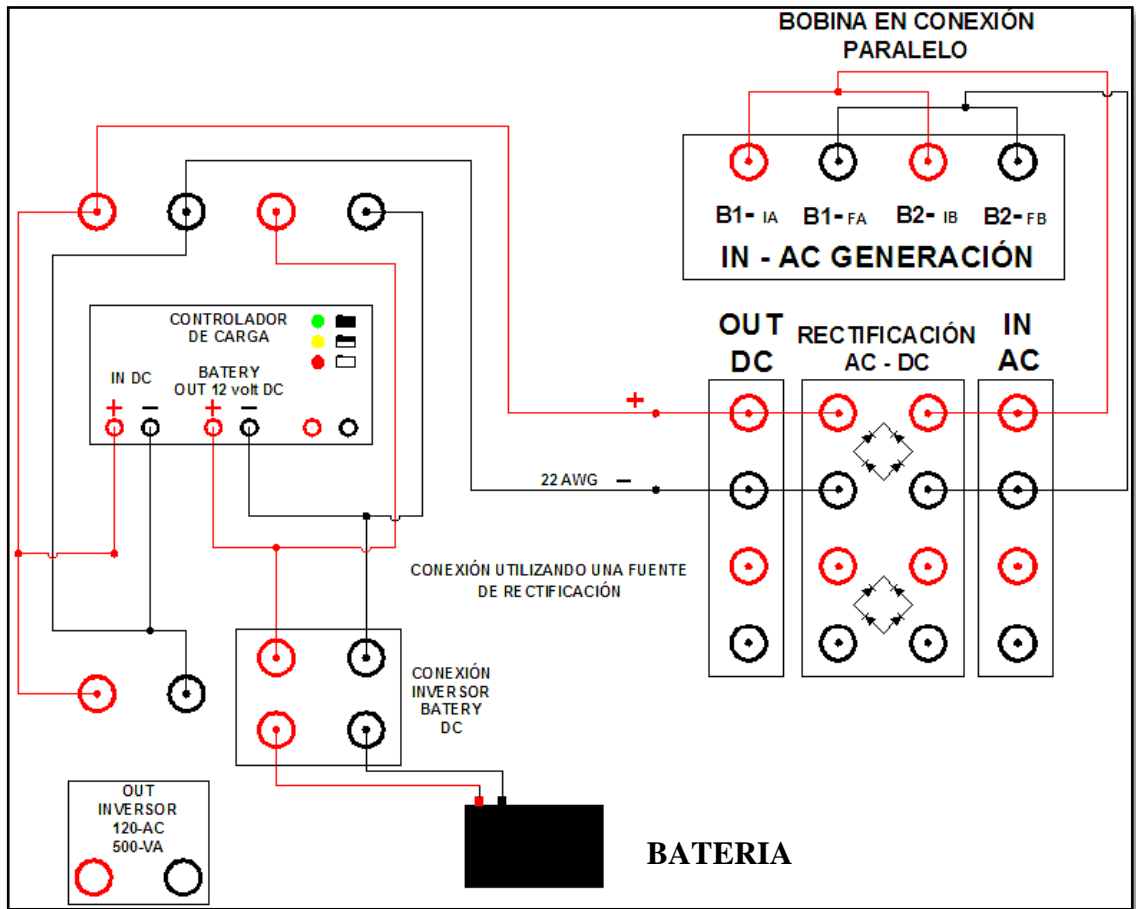 BOBINA EN CONEXIÓN
PARALELO
B1- IA B1- FA B2- IB B2- FB
IN - AC GENERACIÓN
CONTROLADOR
DE CARGA
IN DC
BATERY
OUT 12 volt DC
+ − + −
OUT
DC
RECTIFICACIÓN
AC - DC
IN
AC
+
22 AWG −
CONEXIÓN UTILIZANDO UNA FUENTE
DE RECTIFICACIÓN
CONEXIÓN
INVERSOR
BATERY
DC
OUT
INVERSOR
120-AC
500-VA
BATERIA